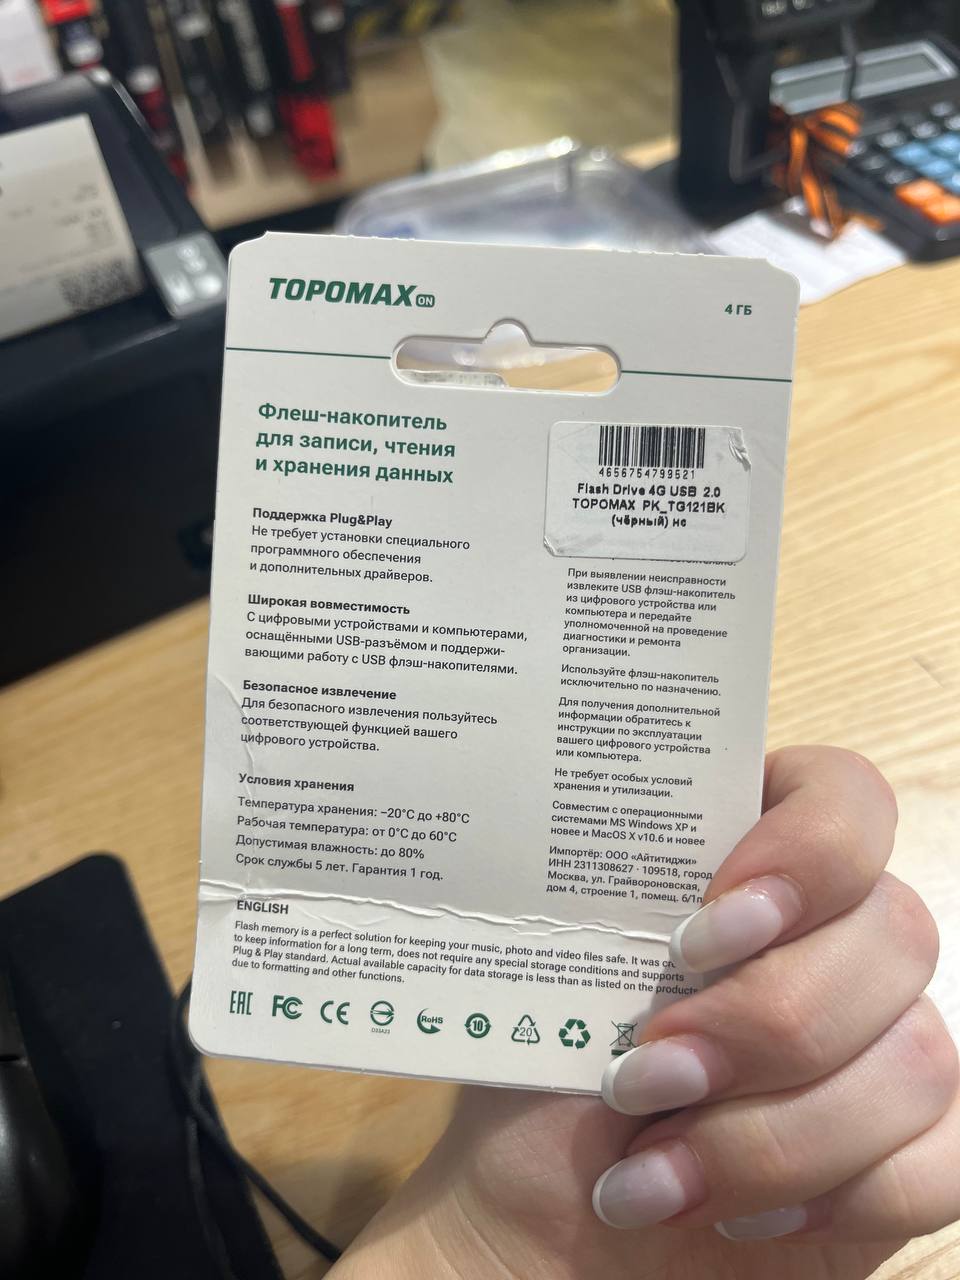 TOPOMAX ON
4 ГБ
Флеш-накопитель
для записи, чтения
и хранения данных
Поддержка Plug&Play
Не требует установки специального
программного обеспечения
и дополнительных драйверов.
Широкая вовместимость
С цифровыми устройствами и компьютерами,
оснащёнными USB-разъёмом и поддержи-
вающими работу с USB флэш-накопителями.
Безопасное извлечение
Для безопасного извлечения пользуйтесь
соответствующей функцией вашего
цифрового устройства.
Условия хранения
Температура хранения: –20°C до +80°C
Рабочая температура: от 0°C до 60°C
Допустимая влажность: до 80%
Срок службы 5 лет. Гарантия 1 год.
4656754799521
Flash Drive 4G USB 2.0
TOPOMAX PK_TG121BK
(чёрный) нс
При выявлении неисправности
извлеките USB флэш-накопитель
из цифрового устройства или
компьютера и передайте
уполномоченной на проведение
диагностики и ремонта
организации.
Используйте флэш-накопитель
исключительно по назначению.
Для получения дополнительной
информации обратитесь к
инструкции по эксплуатации
вашего цифрового устройства
или компьютера.
Не требует особых условий
хранения и утилизации.
Совместим с операционными
системами MS Windows XP и
новее и MacOS X v10.6 и новее
Импортёр: ООО «Айтитиджи»
ИНН 2311308627 · 109518, город
Москва, ул. Грайвороновская,
дом 4, строение 1, помещ. 6/1п
ENGLISH
Flash memory is a perfect solution for keeping your music, photo and video files safe. It was
to keep information for a long term, does not require any special storage conditions and supports
Plug & Play standard. Actual available capacity for data storage is less than as listed on the products
due to formatting and other functions.
EAC FC CE D33A23 RoHS 10 20